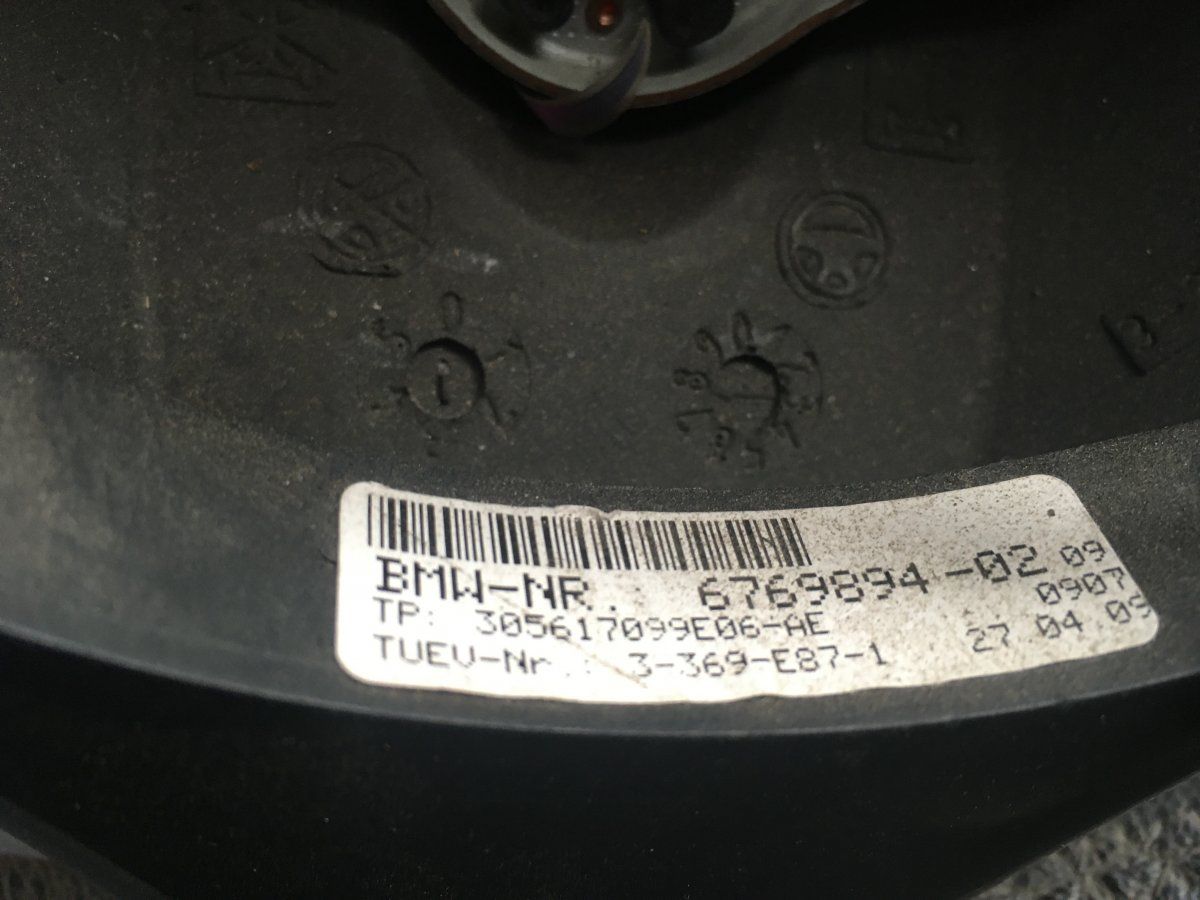 BMW-NR.: 6769894-02 09
TP: 305617099E06-AE 0907
TUEV-Nr.: 3-369-E87-1 27.04.09